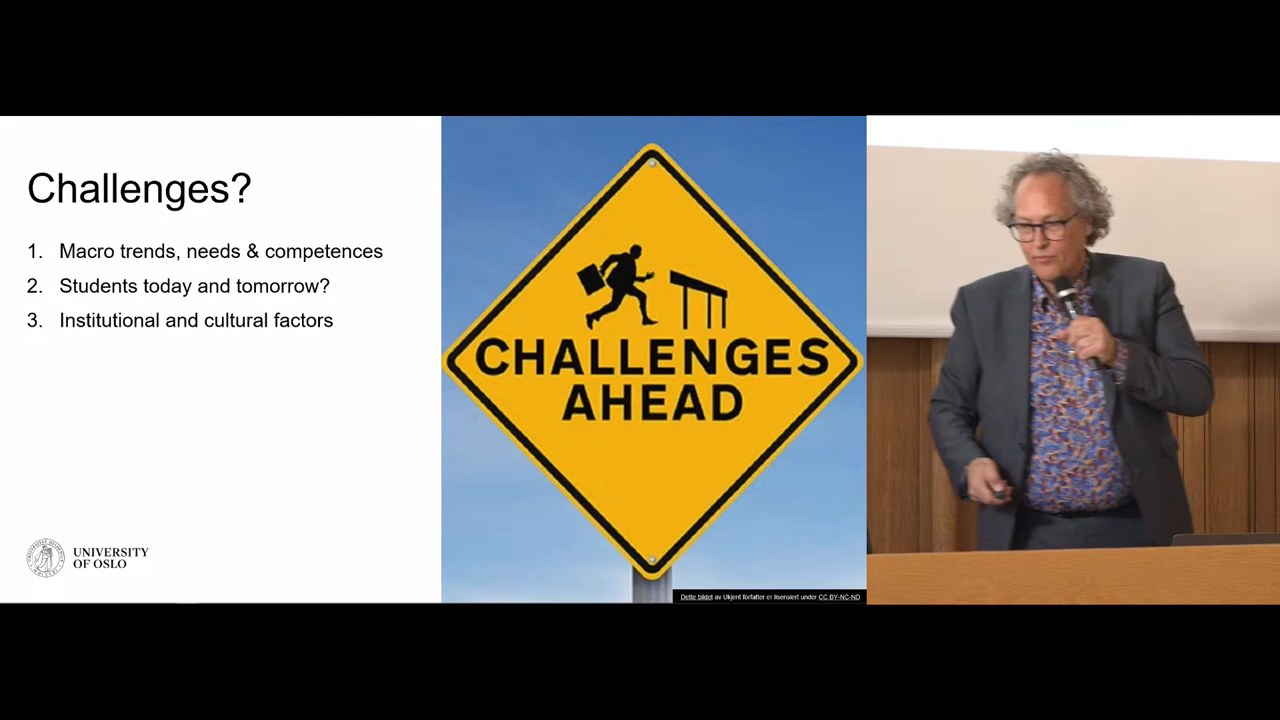 Challenges?
1. Macro trends, needs & competences
2. Students today and tomorrow?
3. Institutional and cultural factors
UNIVERSITY
OF OSLO
CHALLENGES
AHEAD
Dette bildet av Ukjent forfatter er lisensiert under CC BY-NC-ND